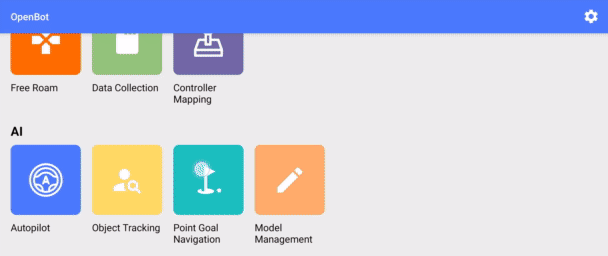 OpenBot
Free Roam
Data Collection
Controller
Mapping
AI
A
Autopilot
Object Tracking
Point Goal
Navigation
Model
Management